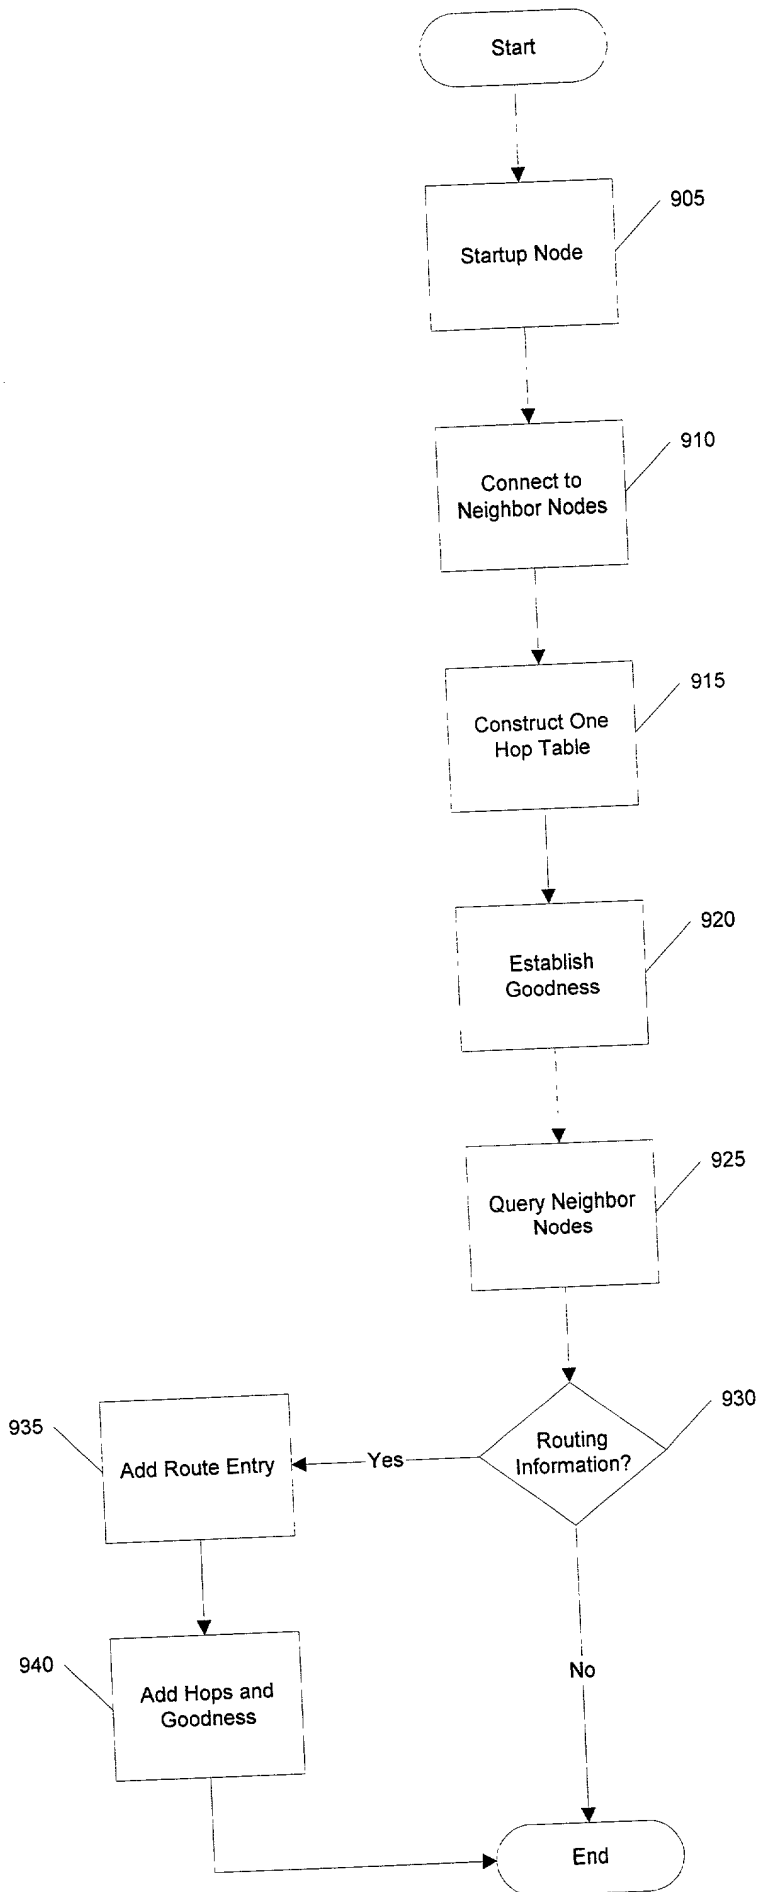 Start
905
Startup Node
910
Connect to
Neighbor Nodes
915
Construct One
Hop Table
920
Establish
Goodness
925
Query Neighbor
Nodes
930
Routing
Information?
Yes
935
Add Route Entry
940
Add Hops and
Goodness
No
End